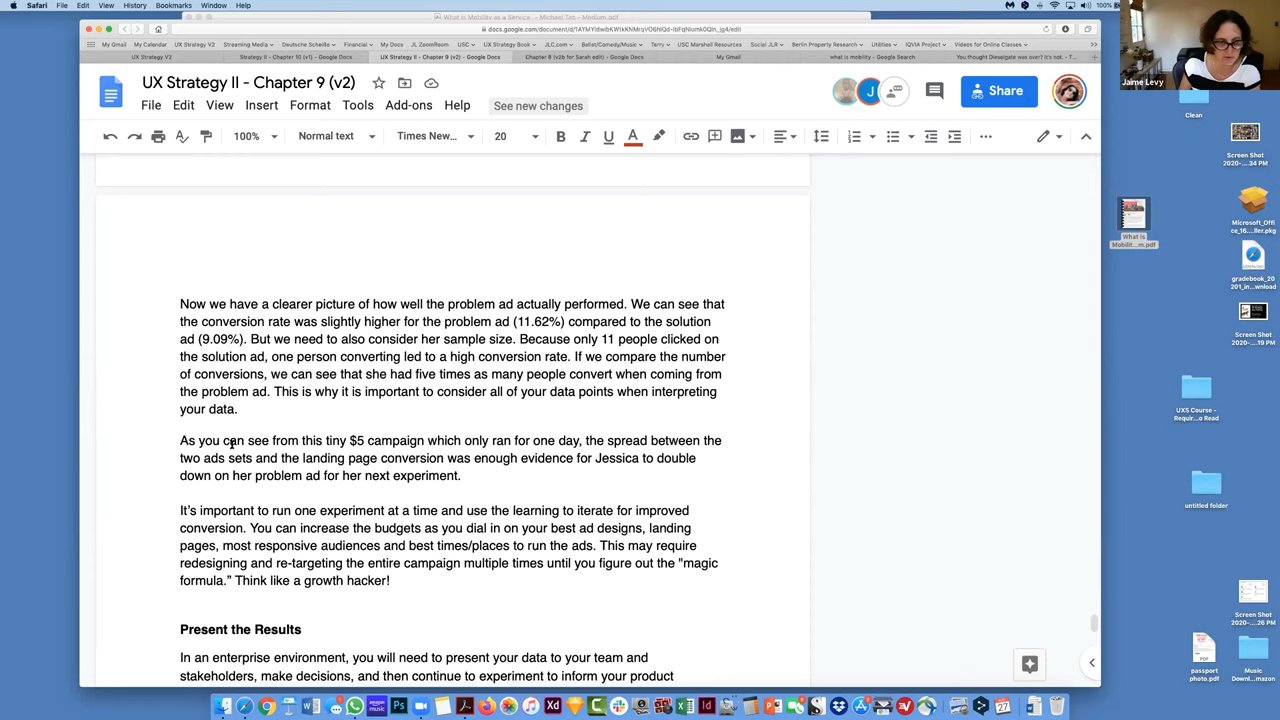 Safari File Edit View History Bookmarks Window Help 100%
What is Mobility as a Service. - Michael Tan - Medium.pdf
My Gmail My Calendar UX Strategy V2 Streaming Media Deutsche Scheiße Financial My Docs JL ZoomRoom USC UX Strategy Book JLC.com Ballet/Comedy/Music Terry USC Marshall Resources Social JLR Berlin Property Research Utilities IQVIA Project Videos for Online Classes
UX Strategy V2 UX Strategy II - Chapter 10 (v1) - Google Docs UX Strategy II - Chapter 9 (v2) - Google Docs Chapter 8 (v2b for Sarah edit) - Google Docs My Gmail what is mobility - Google Search You thought Dieselgate was over? It's not. -
UX Strategy II - Chapter 9 (v2)
File Edit View Insert Format Tools Add-ons Help See new changes
J
Share
100% Normal text Times New... 20 B I U A
Now we have a clearer picture of how well the problem ad actually performed. We can see that
the conversion rate was slightly higher for the problem ad (11.62%) compared to the solution
ad (9.09%). But we need to also consider her sample size. Because only 11 people clicked on
the solution ad, one person converting led to a high conversion rate. If we compare the number
of conversions, we can see that she had five times as many people convert when coming from
the problem ad. This is why it is important to consider all of your data points when interpreting
your data.
As you can see from this tiny $5 campaign which only ran for one day, the spread between the
two ads sets and the landing page conversion was enough evidence for Jessica to double
down on her problem ad for her next experiment.
It's important to run one experiment at a time and use the learning to iterate for improved
conversion. You can increase the budgets as you dial in on your best ad designs, landing
pages, most responsive audiences and best times/places to run the ads. This may require
redesigning and re-targeting the entire campaign multiple times until you figure out the "magic
formula.” Think like a growth hacker!
Present the Results
In an enterprise environment, you will need to present your data to your team and
stakeholders, make decisions, and then continue to experiment to inform your product
Jaime Levy
Clean
Screen Shot
2020-....34 PM
What is
Mobilit...m.pdf
Microsoft_Offi
ce_16....ller.pkg
gradebook_20
201_in...wnload
Screen Shot
2020-...19 PM
UXS Course -
Requir...o Read
untitled folder
Screen Shot
2020-...26 PM
passport
photo.pdf
Music
Downl...mazon